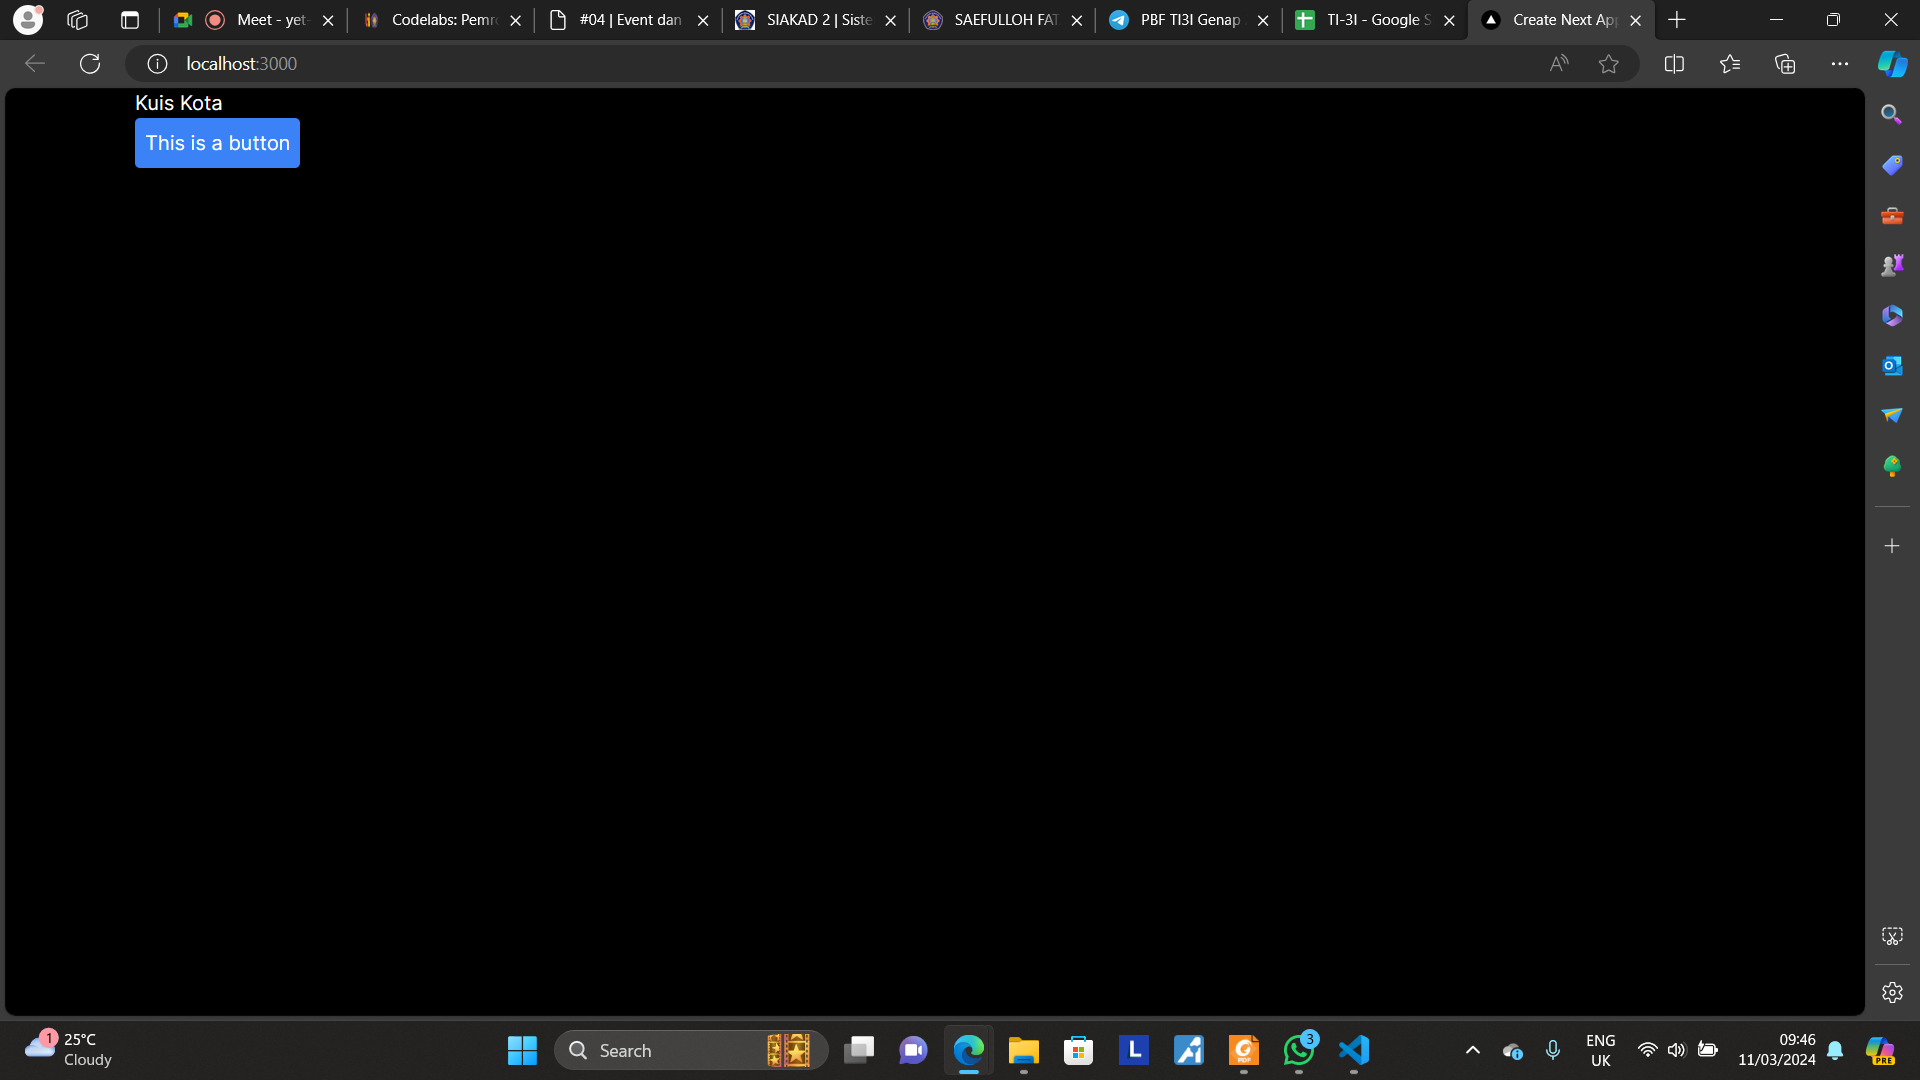 Meet - yet-
Codelabs: Pemr
#04 | Event dan
SIAKAD 2 | Siste
SAEFULLOH FAT
PBF TI3I Genap
TI-3I - Google S
Create Next App
localhost:3000
Kuis Kota
This is a button
1
25°C
Cloudy
Search
L
PDF
3
ENG
UK
09:46
11/03/2024
PRE